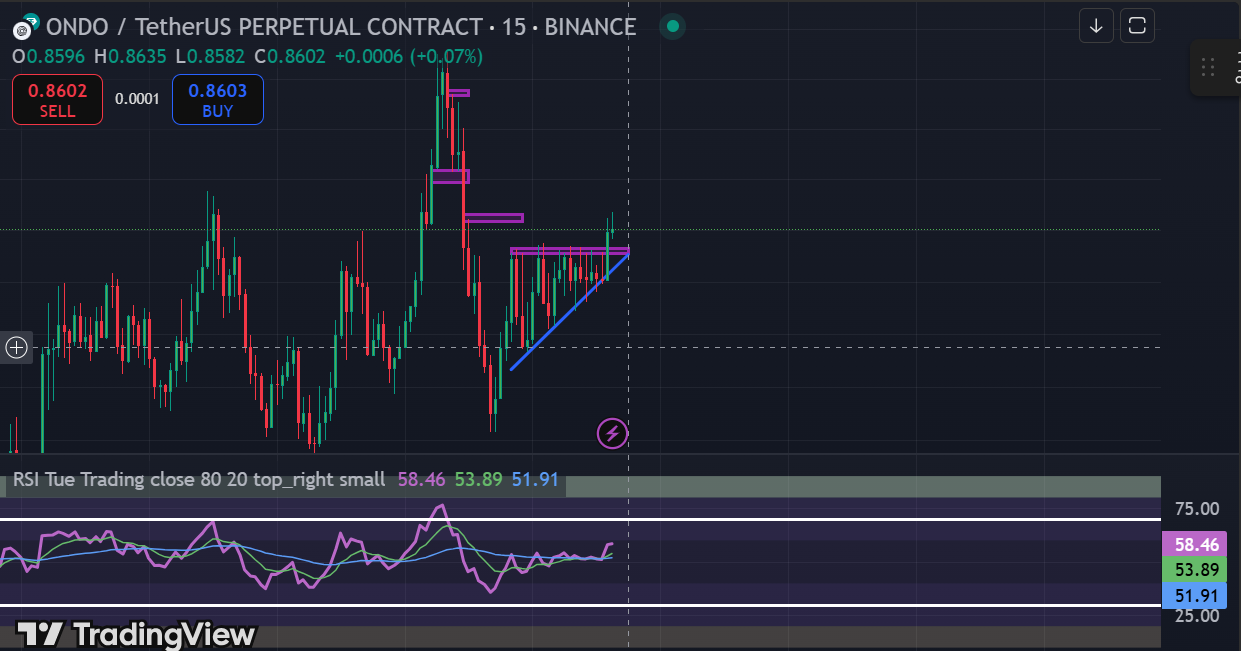 ONDO / TetherUS PERPETUAL CONTRACT · 15 · BINANCE
O0.8596 H0.8635 L0.8582 C0.8602 +0.0006 (+0.07%)
0.8602
SELL
0.0001
0.8603
BUY
RSI Tue Trading close 80 20 top_right small 58.46 53.89 51.91
75.00
58.46
53.89
51.91
25.00
TradingView